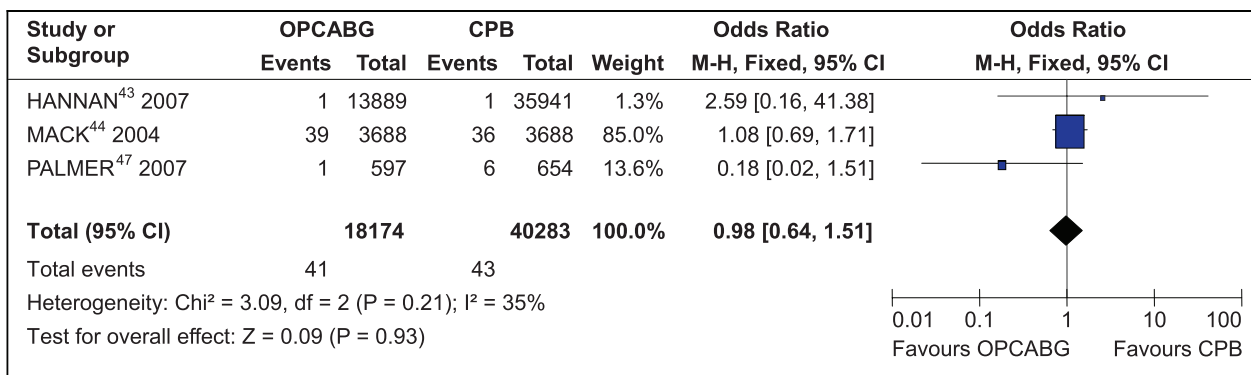 Study or Subgroup OPCABG CPB Odds Ratio Odds Ratio
Events Total Events Total Weight M-H, Fixed, 95% CI M-H, Fixed, 95% CI
HANNAN43 2007 1 13889 1 35941 1.3% 2.59 [0.16, 41.38]
MACK44 2004 39 3688 36 3688 85.0% 1.08 [0.69, 1.71]
PALMER47 2007 1 597 6 654 13.6% 0.18 [0.02, 1.51]
Total (95% CI) 18174 40283 100.0% 0.98 [0.64, 1.51]
Total events 41 43
Heterogeneity: Chi² = 3.09, df = 2 (P = 0.21); I² = 35%
Test for overall effect: Z = 0.09 (P = 0.93)
0.01 0.1 1 10 100
Favours OPCABG Favours CPB